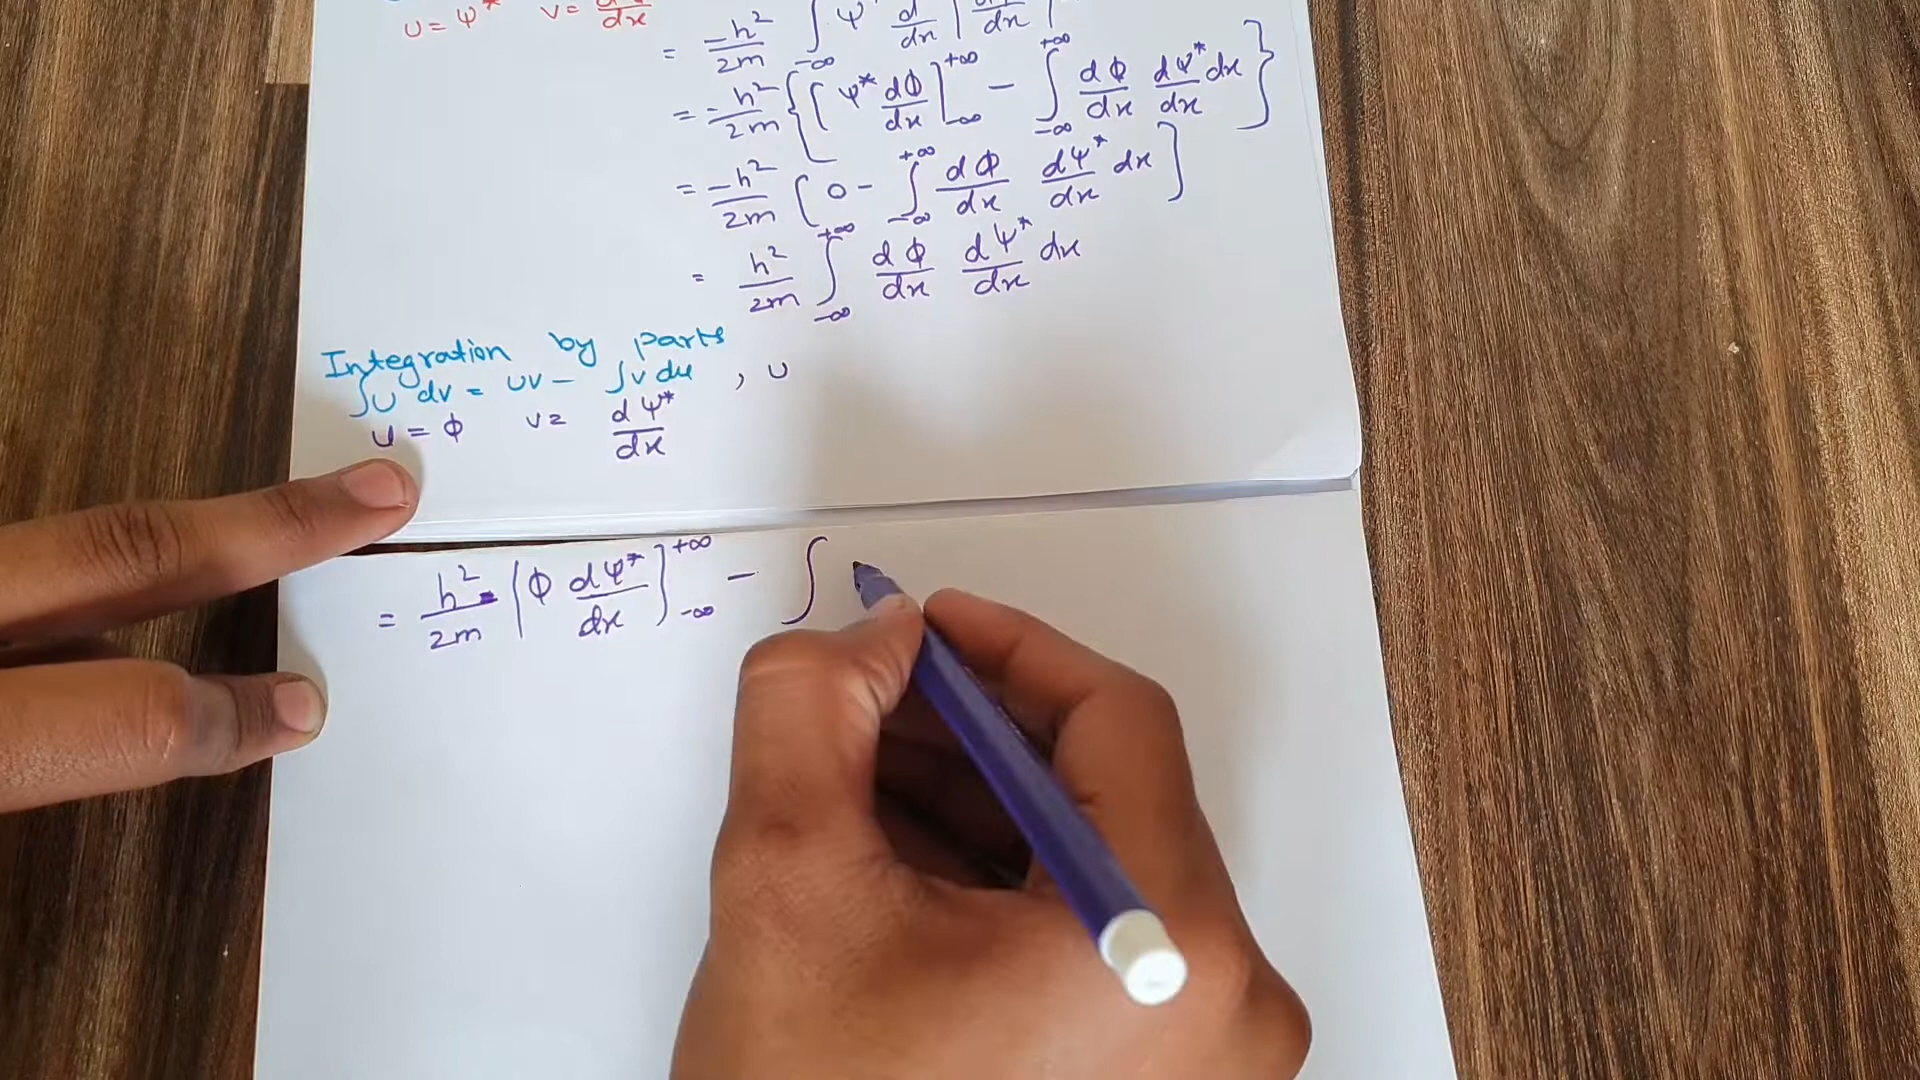 u = ψ* v = dx
= -h²/2m ∫-∞ ψ* d/dx dx
= -h²/2m {[ψ* dΦ/dx]-∞^+∞ - ∫-∞^+∞ dΦ/dx dψ*/dx dx}
= -h²/2m [0 - ∫-∞^+∞ dΦ/dx dψ*/dx dx]
= h²/2m ∫-∞^+∞ dΦ/dx dψ*/dx dx
Integration by parts
∫u dv = uv - ∫v du , u
u = Φ v = dψ*/dx
= h²/2m [Φ dψ*/dx]-∞^+∞ - ∫